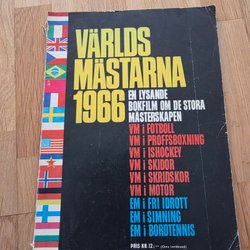 VÄRLDS
MÄSTARNA
1966
EN LYSANDE
BOKFILM OM DE STORA
MÄSTERSKAPEN
VM i FOTBOLL
VM i PROFFSBOXNING
VM i ISHOCKEY
VM i SKIDOR
VM i SKRIDSKOR
VM i MOTOR
EM i FRI IDROTT
EM i SIMNING
EM i BORDTENNIS
PRIS KR 12:—